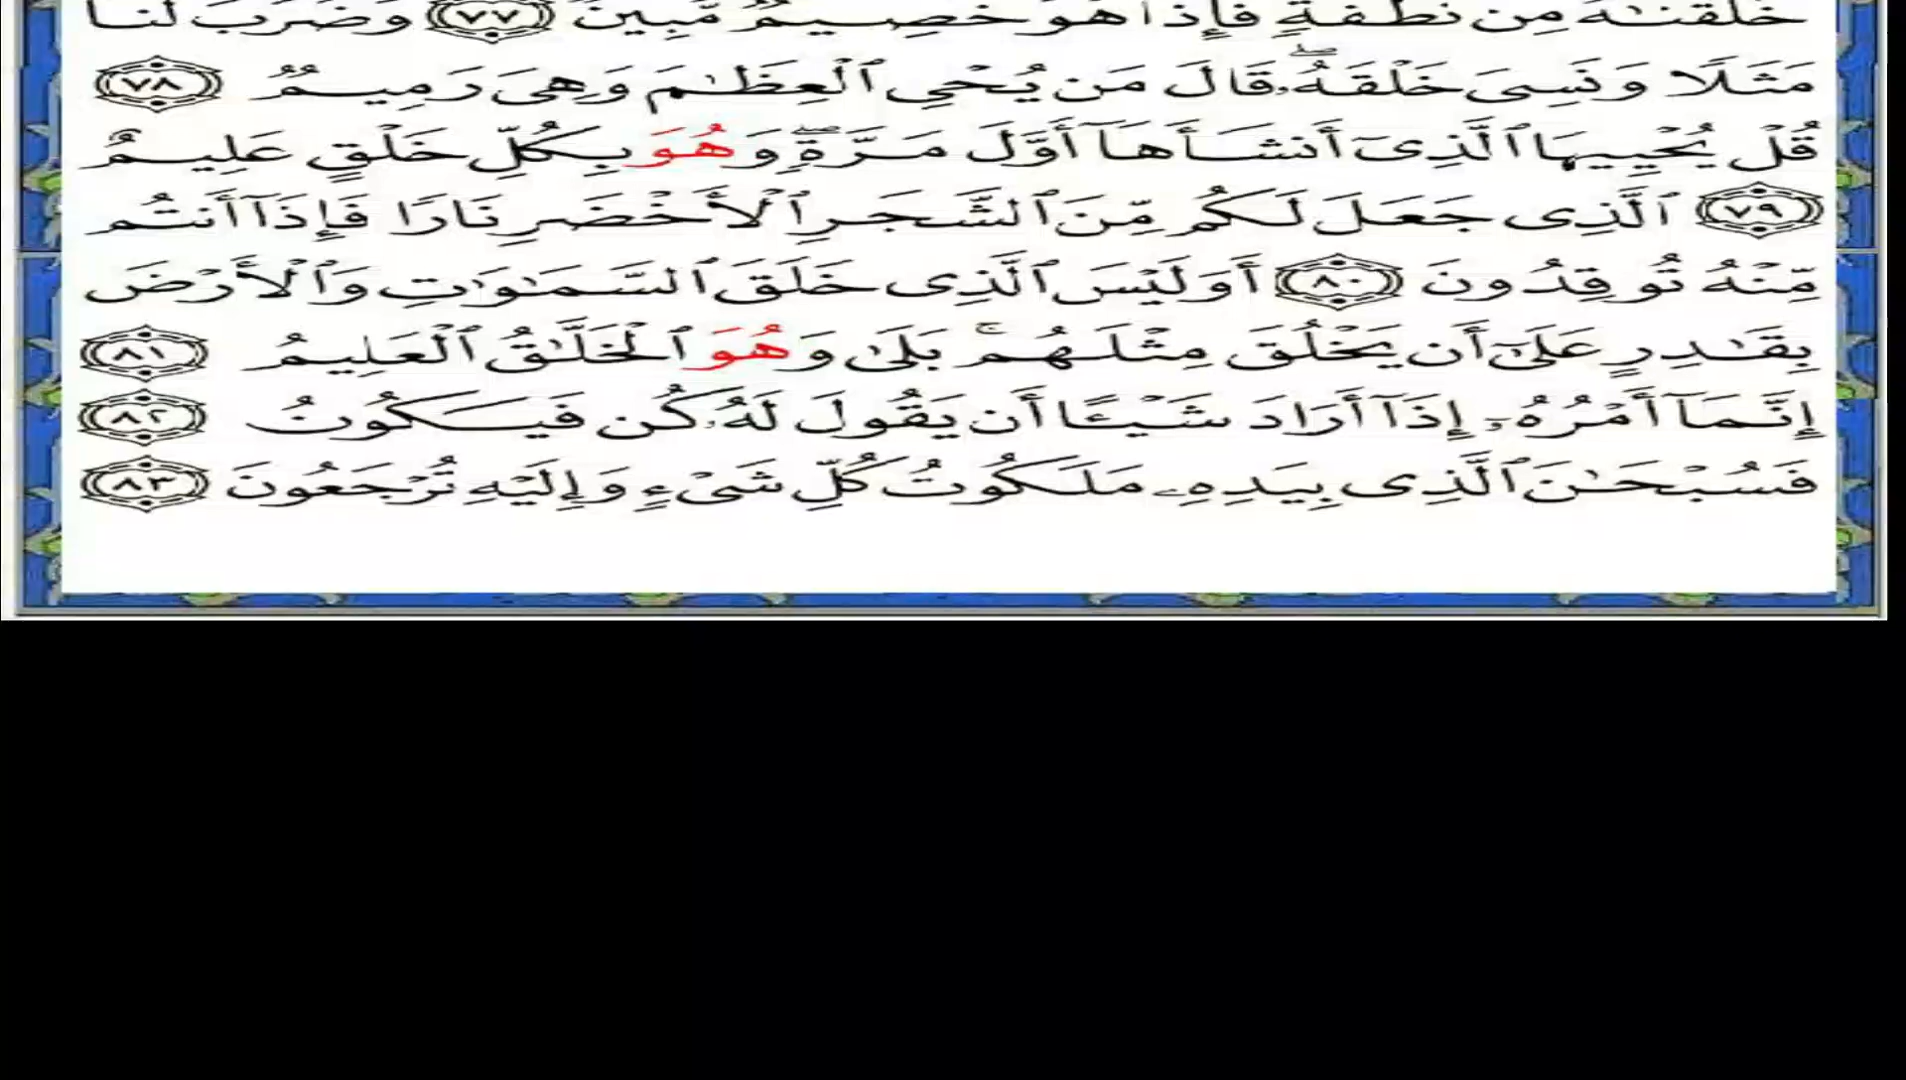 خَلَقْنَٰهُ مِن نُّطْفَةٍ فَإِذَا هُوَ خَصِيمٌ مُّبِينٌ ٧٧ وَضَرَبَ لَنَا
مَثَلًا وَنَسِىَ خَلْقَهُۥۖ قَالَ مَن يُحْىِ ٱلْعِظَٰمَ وَهِىَ رَمِيمٌ ٧٨
قُلْ يُحْيِيهَا ٱلَّذِىٓ أَنشَأَهَآ أَوَّلَ مَرَّةٍۖ وَهُوَ بِكُلِّ خَلْقٍ عَلِيمٌ
٧٩ ٱلَّذِى جَعَلَ لَكُم مِّنَ ٱلشَّجَرِ ٱلْأَخْضَرِ نَارًا فَإِذَآ أَنتُم
مِّنْهُ تُوقِدُونَ ٨٠ أَوَلَيْسَ ٱلَّذِى خَلَقَ ٱلسَّمَٰوَٰتِ وَٱلْأَرْضَ
بِقَٰدِرٍ عَلَىٰٓ أَن يَخْلُقَ مِثْلَهُمۚ بَلَىٰ وَهُوَ ٱلْخَلَّٰقُ ٱلْعَلِيمُ ٨١
إِنَّمَآ أَمْرُهُۥٓ إِذَآ أَرَادَ شَيْـًٔا أَن يَقُولَ لَهُۥ كُن فَيَكُونُ ٨٢
فَسُبْحَٰنَ ٱلَّذِى بِيَدِهِۦ مَلَكُوتُ كُلِّ شَىْءٍ وَإِلَيْهِ تُرْجَعُونَ ٨٣